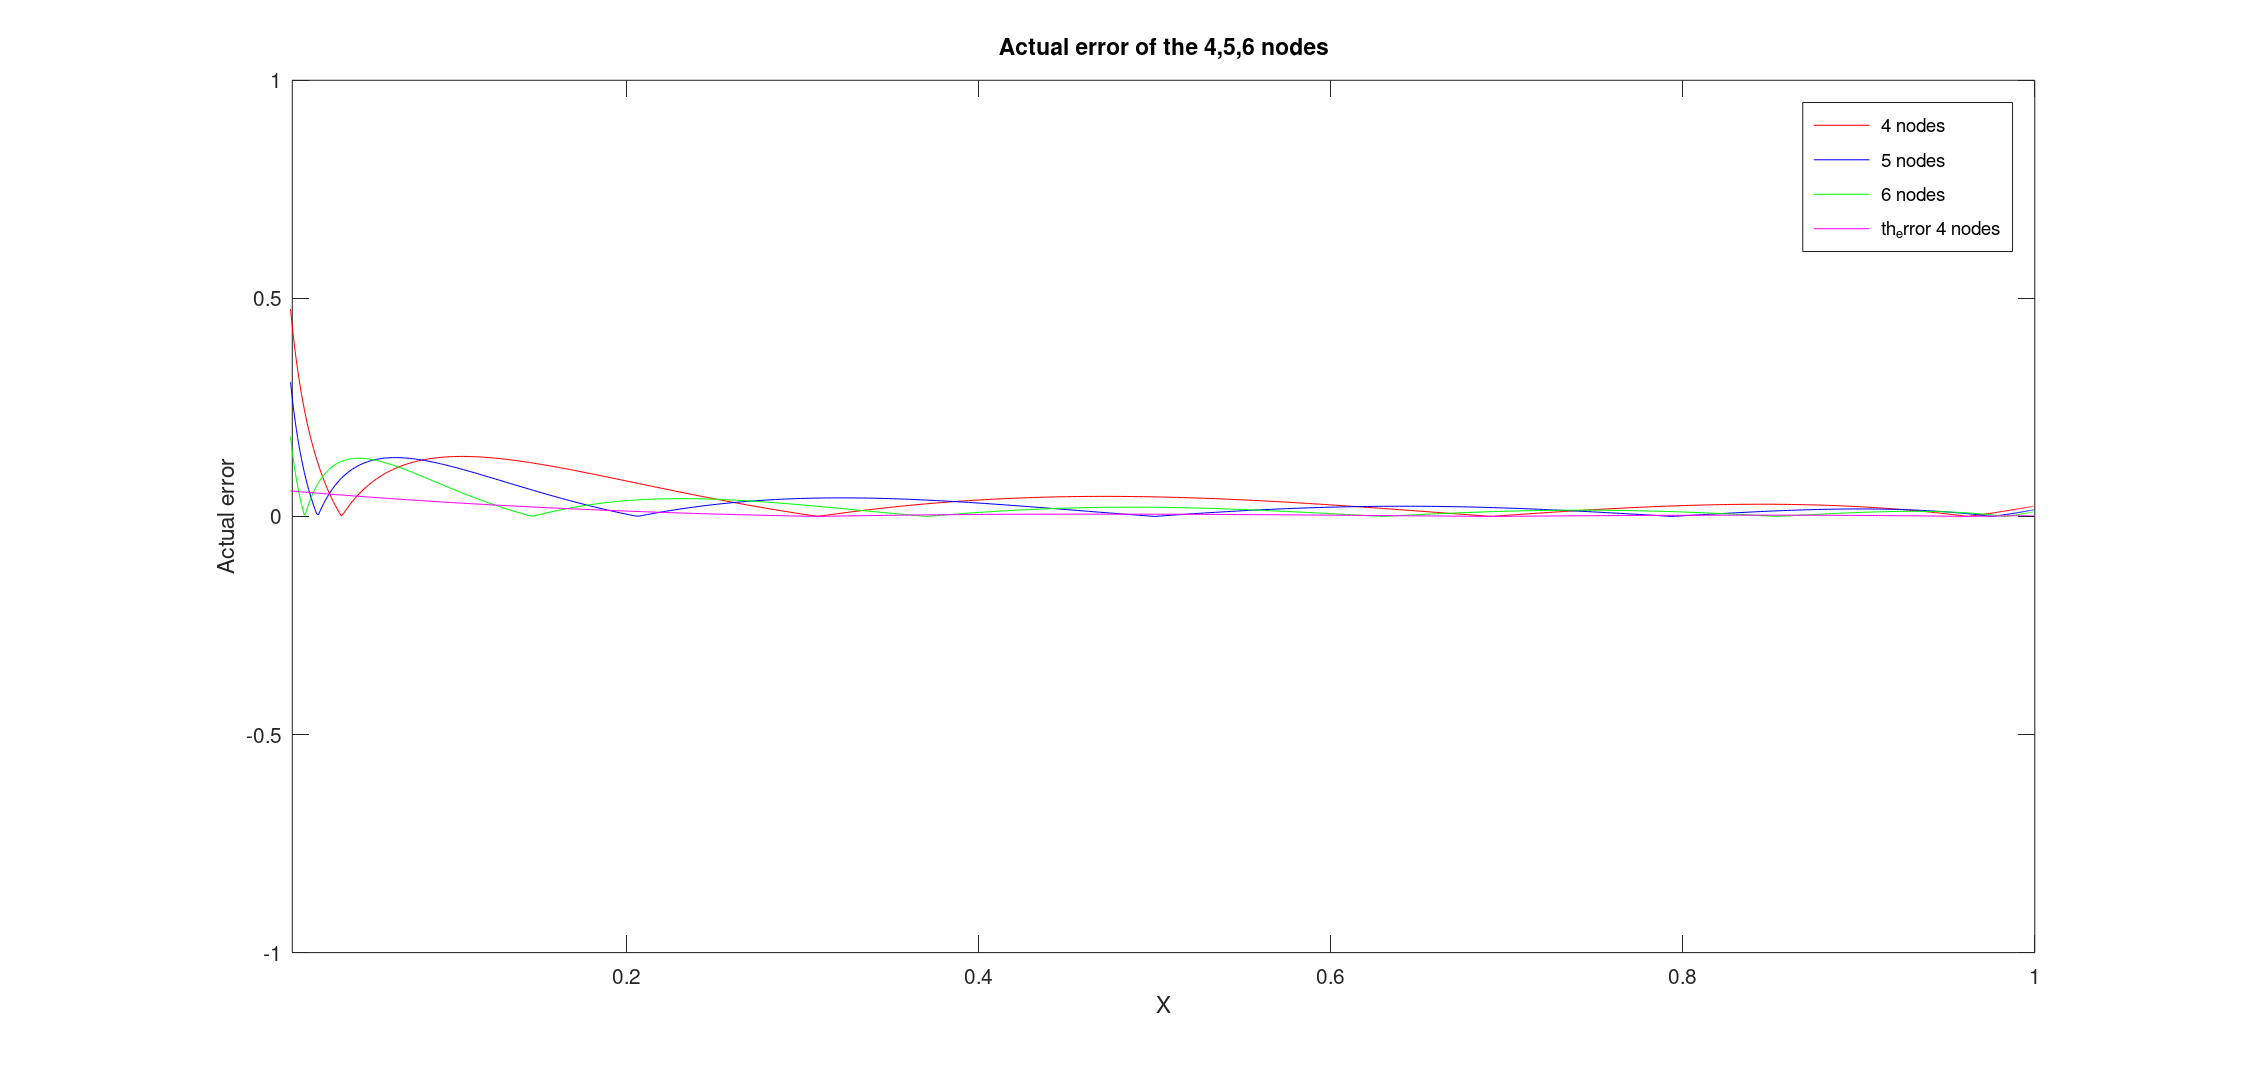 Actual error of the 4,5,6 nodes
1
0.5
0
-0.5
-1
Actual error
0.2
0.4
0.6
0.8
1
X
4 nodes
5 nodes
6 nodes
thₑrror 4 nodes